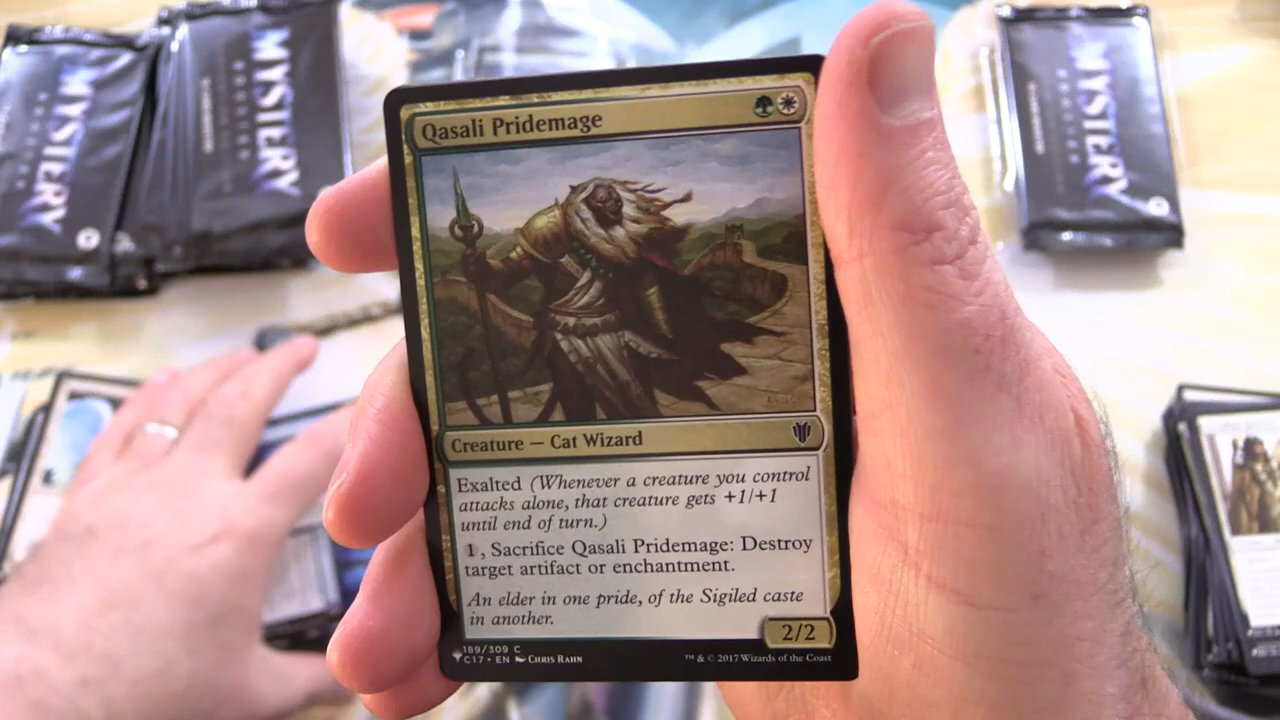 MYSTERY
MYSTERY
MYSTERY
Qasali Pridemage
Creature — Cat Wizard
Exalted (Whenever a creature you control
attacks alone, that creature gets +1/+1
until end of turn.)
1, Sacrifice Qasali Pridemage: Destroy
target artifact or enchantment.
An elder in one pride, of the Sigiled caste
in another.
2/2
189/309 C
C17 • EN CHRIS RAHN
™ & © 2017 Wizards of the Coast